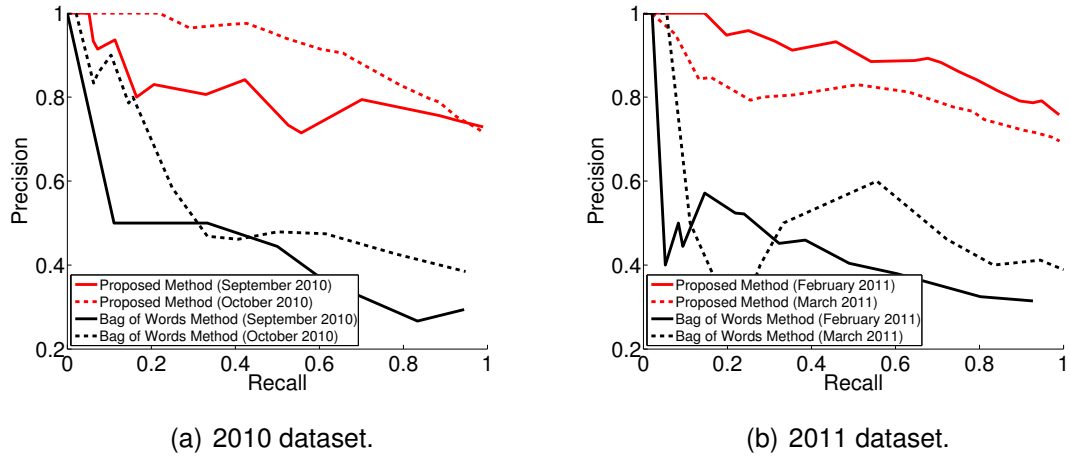 1
0.8
0.6
0.4
0.2
0 0.2 0.4 0.6 0.8 1
Precision
Recall
Proposed Method (September 2010)
Proposed Method (October 2010)
Bag of Words Method (September 2010)
Bag of Words Method (October 2010)
(a) 2010 dataset.
1
0.8
0.6
0.4
0.2
0 0.2 0.4 0.6 0.8 1
Precision
Recall
Proposed Method (February 2011)
Proposed Method (March 2011)
Bag of Words Method (February 2011)
Bag of Words Method (March 2011)
(b) 2011 dataset.